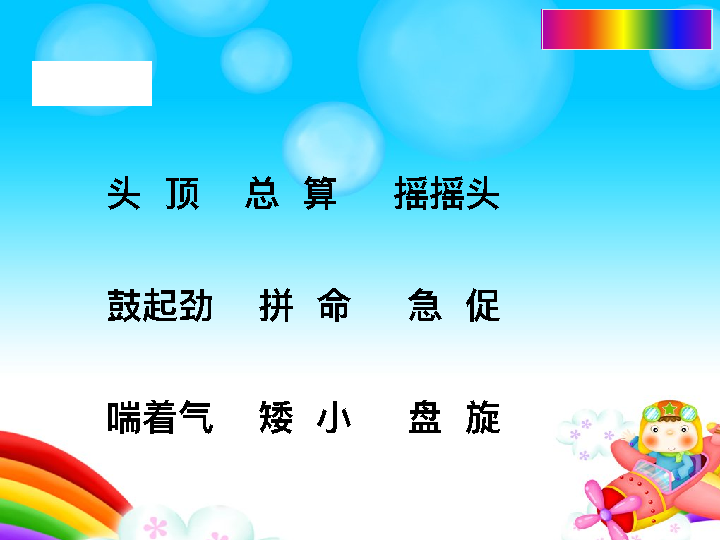 头 顶 总 算 摇摇头
鼓起劲 拼 命 急 促
喘着气 矮 小 盘 旋